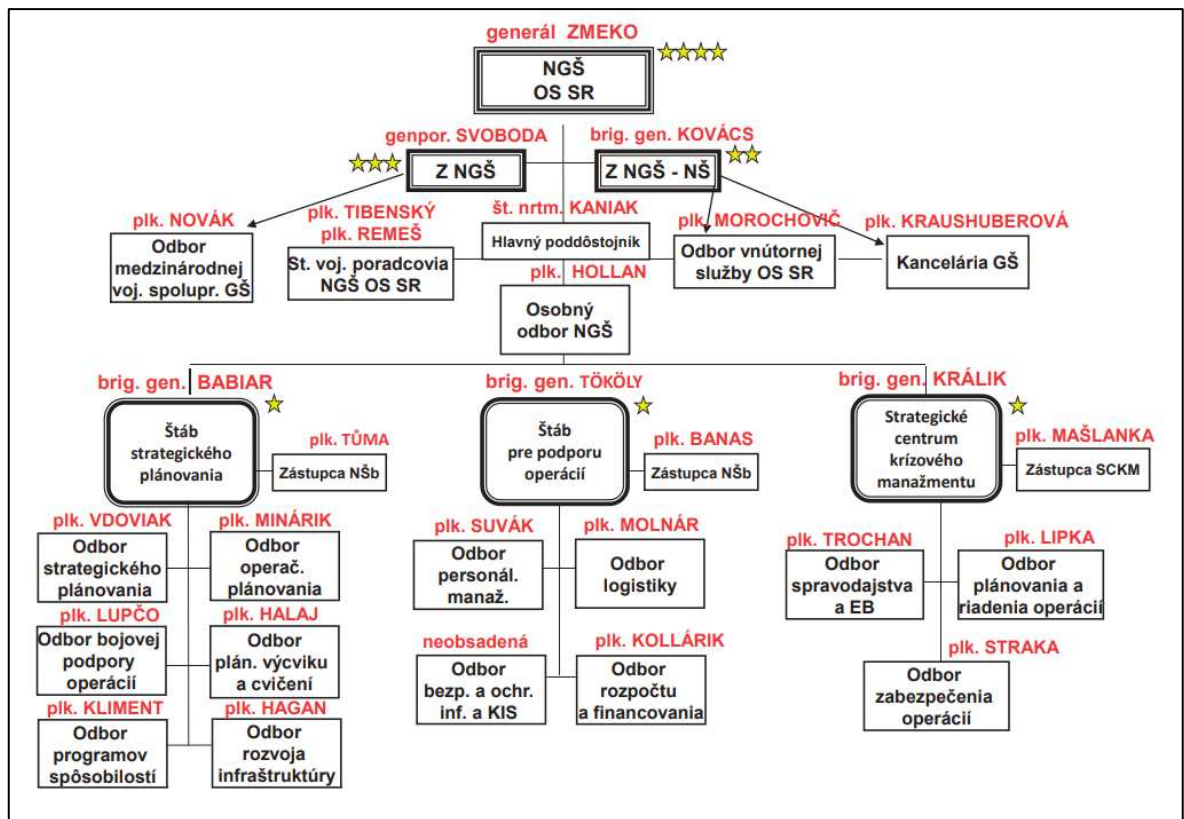 generál ZMEKO
NGŠ
OS SR
genpor. SVOBODA
Z NGŠ
brig. gen. KOVÁCS
Z NGŠ - NŠ
plk. NOVÁK
Odbor
medzinárodnej
voj. spolupr. GŠ
plk. TIBENSKÝ
plk. REMEŠ
St. voj. poradcovia
NGŠ OS SR
št. nrtm. KANIAK
Hlavný poddôstojník
plk. MOROCHOVIČ
Odbor vnútornej
služby OS SR
plk. KRAUSHUBEROVÁ
Kancelária GŠ
plk. HOLLAN
Osobný
odbor NGŠ
brig. gen. BABIAR
Štáb
strategického
plánovania
plk. TŮMA
Zástupca NŠb
plk. VDOVIAK
Odbor
strategického
plánovania
plk. MINÁRIK
Odbor
operač.
plánovania
plk. LUPČO
Odbor bojovej
podpory
operácií
plk. HALAJ
Odbor
plán. výcviku
a cvičení
plk. KLIMENT
Odbor
programov
spôsobilostí
plk. HAGAN
Odbor
rozvoja
infraštruktúry
brig. gen. TÖKÖLY
Štáb
pre podporu
operácií
plk. BANAS
Zástupca NŠb
plk. SUVÁK
Odbor
personál.
manaž.
plk. MOLNÁR
Odbor
logistiky
neobsadená
Odbor
bezp. a ochr.
inf. a KIS
plk. KOLLÁRIK
Odbor
rozpočtu
a financovania
brig. gen. KRÁLIK
Strategické
centrum
krízového
manažmentu
plk. MAŠLANKA
Zástupca SCKM
plk. TROCHAN
Odbor
spravodajstva
a EB
plk. LIPKA
Odbor
plánovania a
riadenia operácií
plk. STRAKA
Odbor
zabezpečenia
operácií